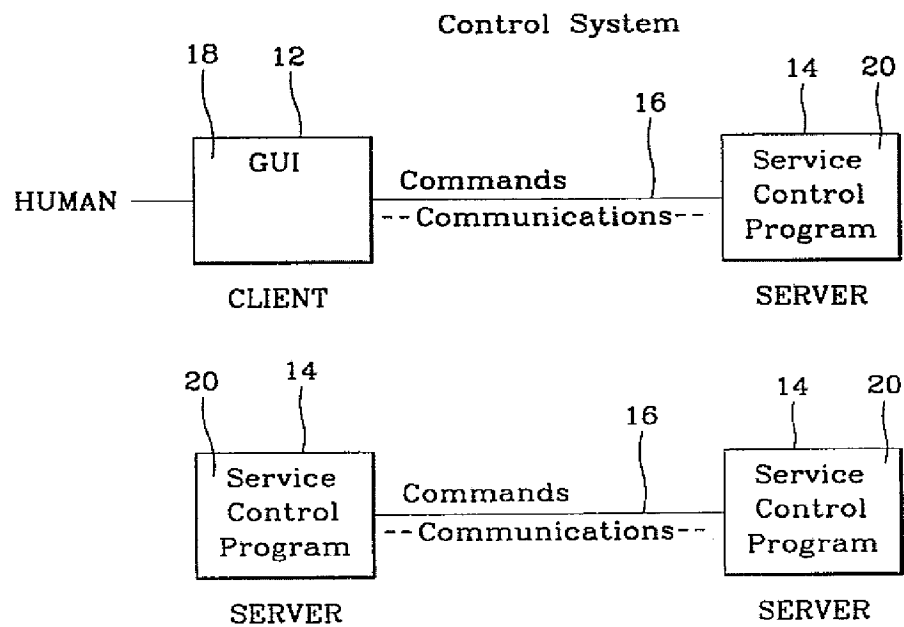 Control System
18 12 16 14 20
GUI
Service
Control
Program
HUMAN
Commands
--Communications--
CLIENT
SERVER
20 14 16 14 20
Service
Control
Program
Commands
--Communications--
Service
Control
Program
SERVER
SERVER